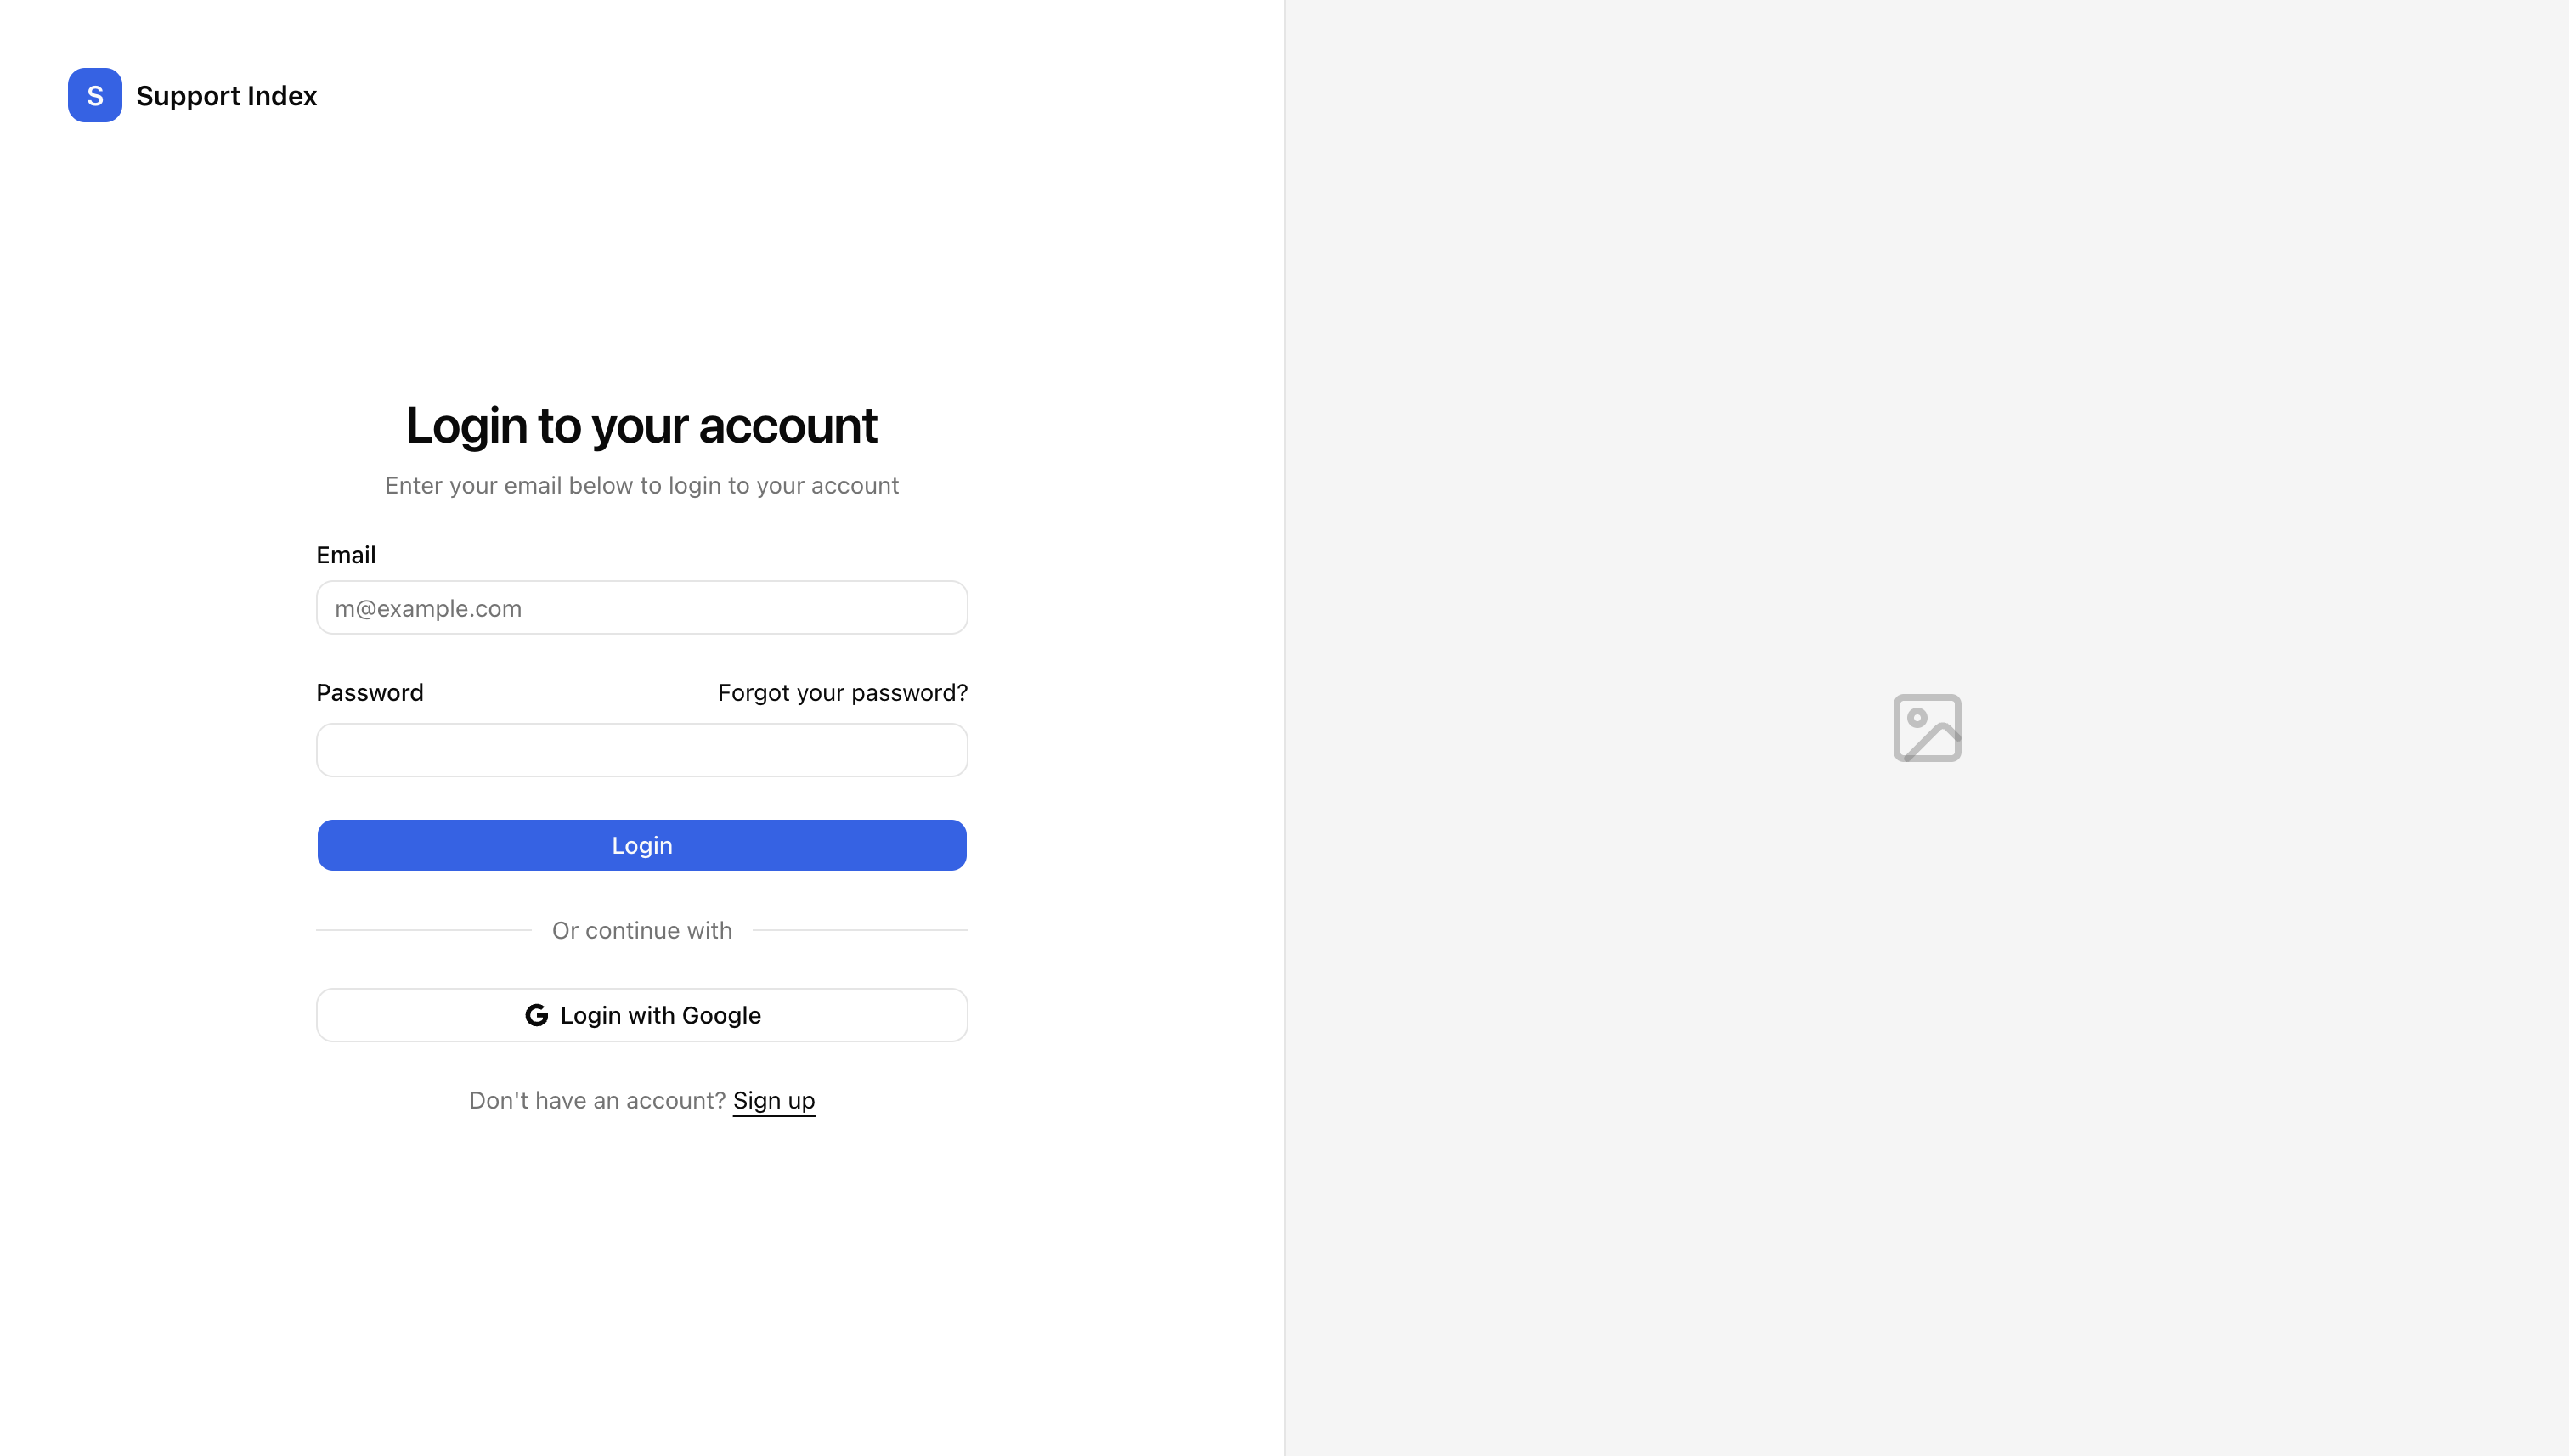 S
Support Index
Login to your account
Enter your email below to login to your account
Email
m@example.com
Password
Forgot your password?
Login
Or continue with
G Login with Google
Don't have an account? Sign up